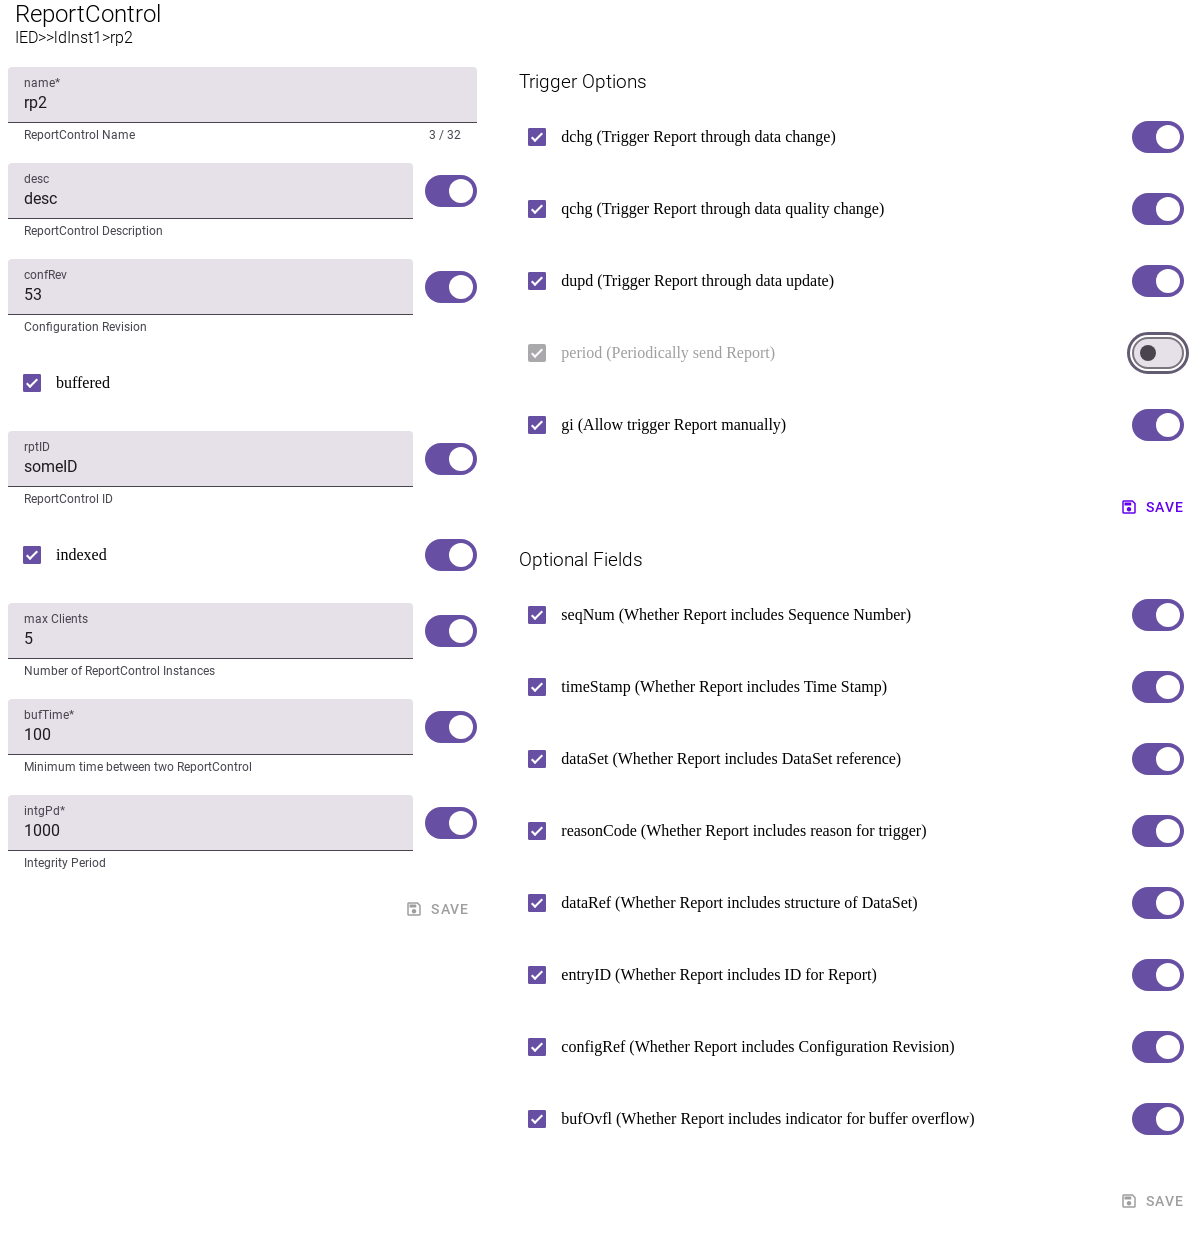 ReportControl
IED>>ldInst1>rp2
name*
rp2
ReportControl Name
3 / 32
desc
desc
ReportControl Description
confRev
53
Configuration Revision
buffered
rptID
someID
ReportControl ID
indexed
max Clients
5
Number of ReportControl Instances
bufTime*
100
Minimum time between two ReportControl
intgPd*
1000
Integrity Period
SAVE
Trigger Options
dchg (Trigger Report through data change)
qchg (Trigger Report through data quality change)
dupd (Trigger Report through data update)
period (Periodically send Report)
gi (Allow trigger Report manually)
SAVE
Optional Fields
seqNum (Whether Report includes Sequence Number)
timeStamp (Whether Report includes Time Stamp)
dataSet (Whether Report includes DataSet reference)
reasonCode (Whether Report includes reason for trigger)
dataRef (Whether Report includes structure of DataSet)
entryID (Whether Report includes ID for Report)
configRef (Whether Report includes Configuration Revision)
bufOvfl (Whether Report includes indicator for buffer overflow)
SAVE